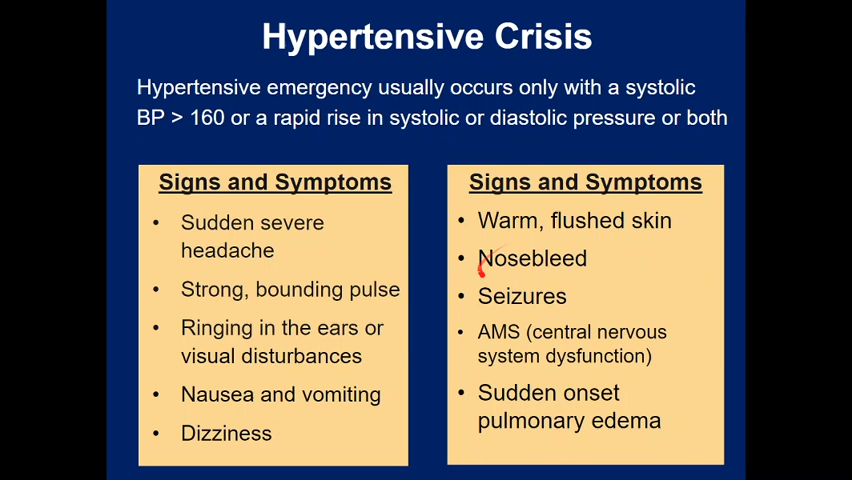 Hypertensive Crisis
Hypertensive emergency usually occurs only with a systolic
BP > 160 or a rapid rise in systolic or diastolic pressure or both
Signs and Symptoms
• Sudden severe
headache
• Strong, bounding pulse
• Ringing in the ears or
visual disturbances
• Nausea and vomiting
• Dizziness
Signs and Symptoms
• Warm, flushed skin
• Nosebleed
• Seizures
• AMS (central nervous
system dysfunction)
• Sudden onset
pulmonary edema